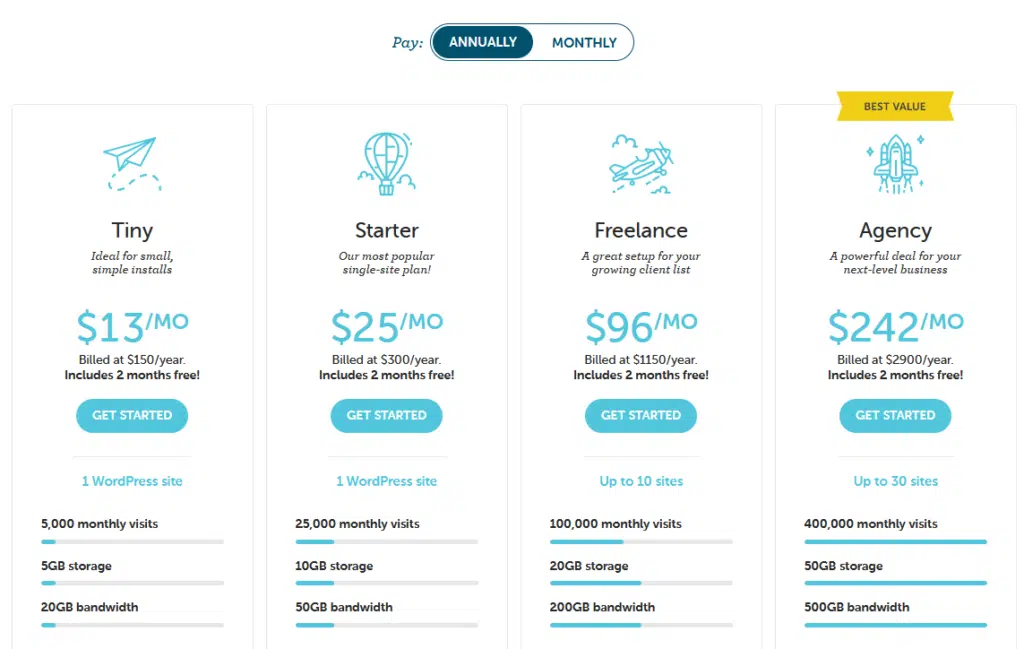 Pay: ANNUALLY MONTHLY
BEST VALUE
Tiny
Ideal for small,
simple installs
$13/MO
Billed at $150/year.
Includes 2 months free!
GET STARTED
1 WordPress site
5,000 monthly visits
5GB storage
20GB bandwidth
Starter
Our most popular
single-site plan!
$25/MO
Billed at $300/year.
Includes 2 months free!
GET STARTED
1 WordPress site
25,000 monthly visits
10GB storage
50GB bandwidth
Freelance
A great setup for your
growing client list
$96/MO
Billed at $1150/year.
Includes 2 months free!
GET STARTED
Up to 10 sites
100,000 monthly visits
20GB storage
200GB bandwidth
Agency
A powerful deal for your
next-level business
$242/MO
Billed at $2900/year.
Includes 2 months free!
GET STARTED
Up to 30 sites
400,000 monthly visits
50GB storage
500GB bandwidth